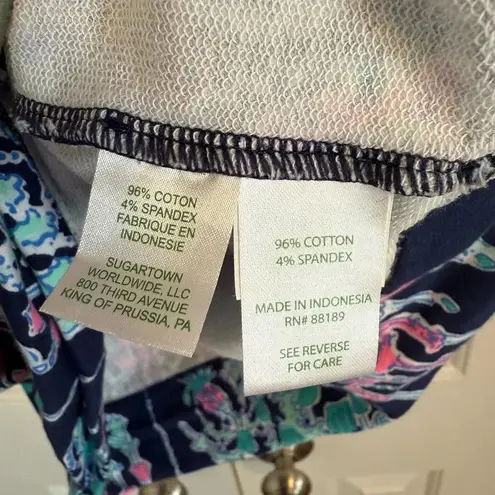 96% COTON
4% SPANDEX
FABRIQUE EN
INDONESIE
SUGARTOWN
WORLDWIDE, LLC
800 THIRD AVENUE
KING OF PRUSSIA, PA
96% COTTON
4% SPANDEX
MADE IN INDONESIA
RN# 88189
SEE REVERSE
FOR CARE